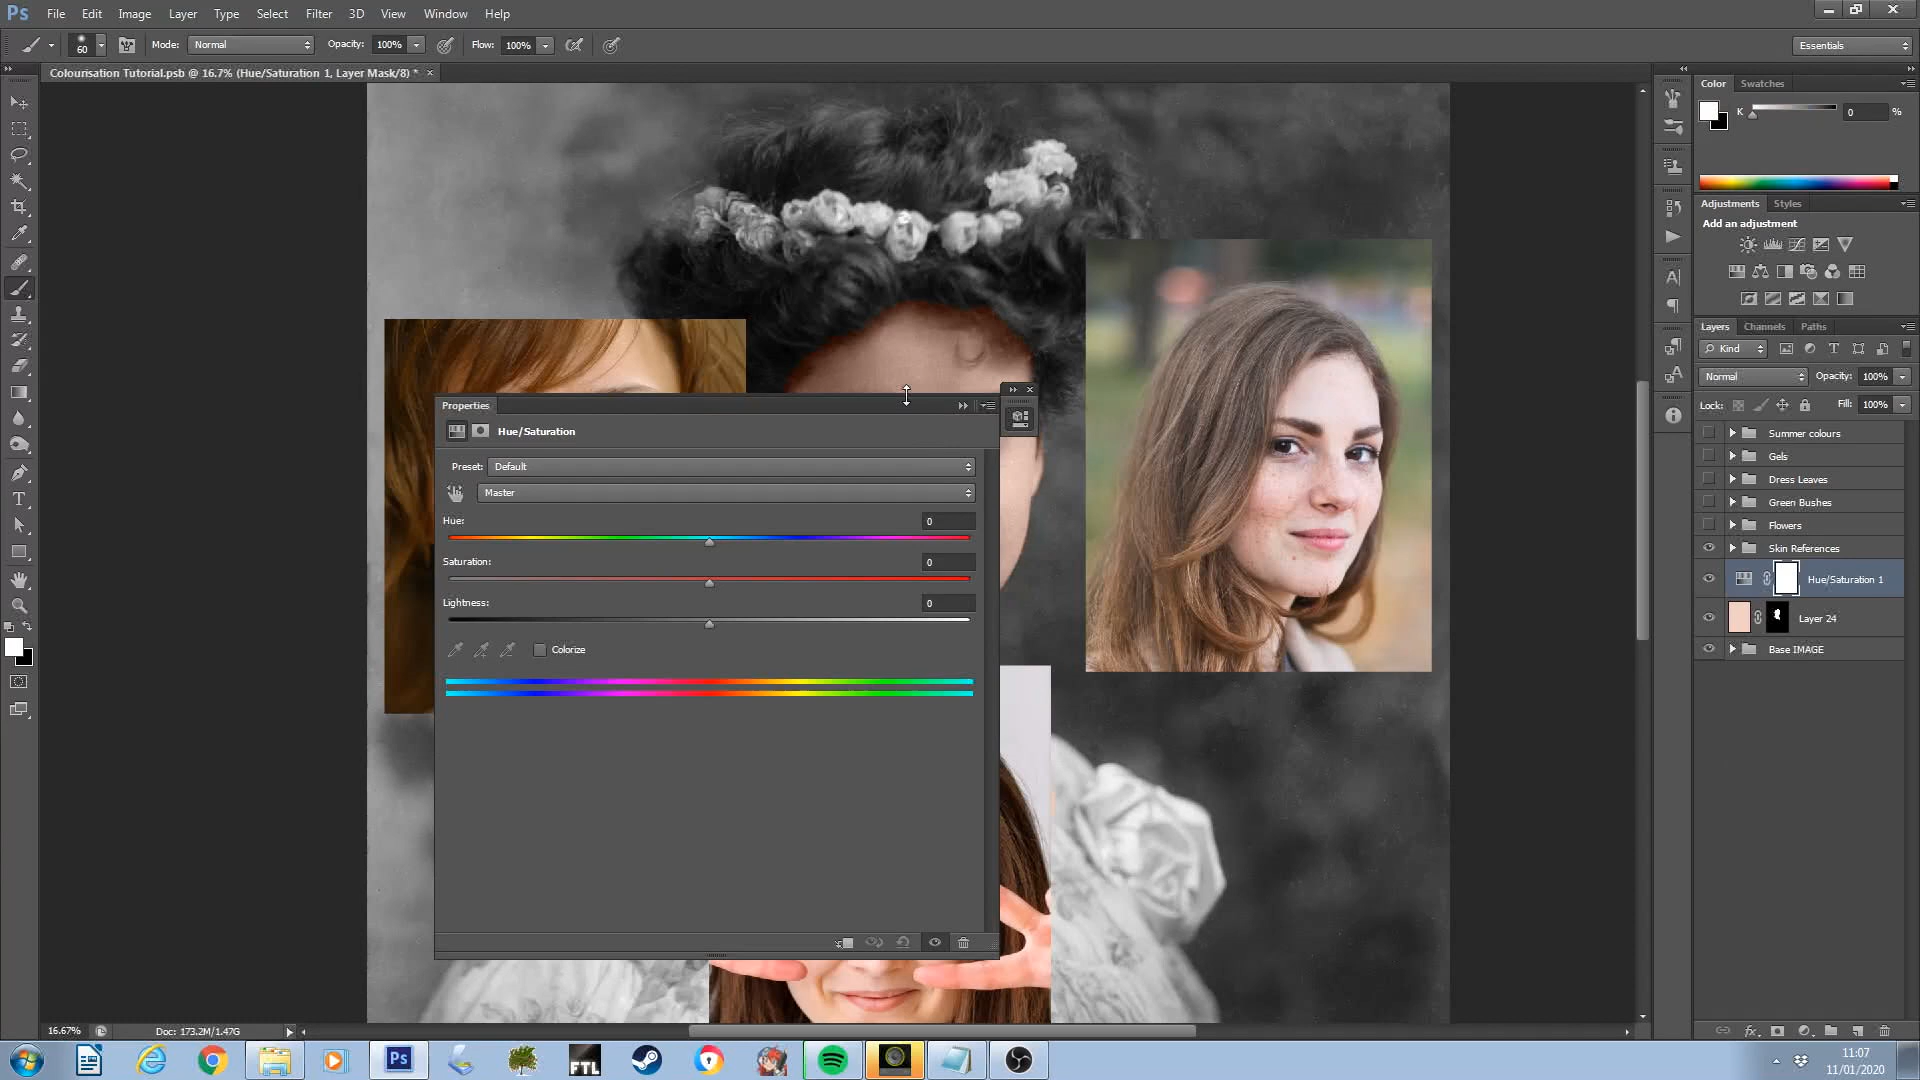 Ps File Edit Image Layer Type Select Filter 3D View Window Help
60 Mode: Normal Opacity: 100% Flow: 100% Essentials
Colourisation Tutorial.psb @ 16.7% (Hue/Saturation 1, Layer Mask/8) *
Color Swatches
K 0 %
Adjustments Styles
Add an adjustment
Layers Channels Paths
Kind
Normal Opacity: 100%
Lock: Fill: 100%
Summer colours
Gels
Dress Leaves
Green Bushes
Flowers
Skin References
Hue/Saturation 1
Layer 24
Base IMAGE
Properties
Hue/Saturation
Preset: Default
Master
Hue: 0
Saturation: 0
Lightness: 0
Colorize
16.67% Doc: 173.2M/1.47G
Ps
FTL
11:07
11/01/2020